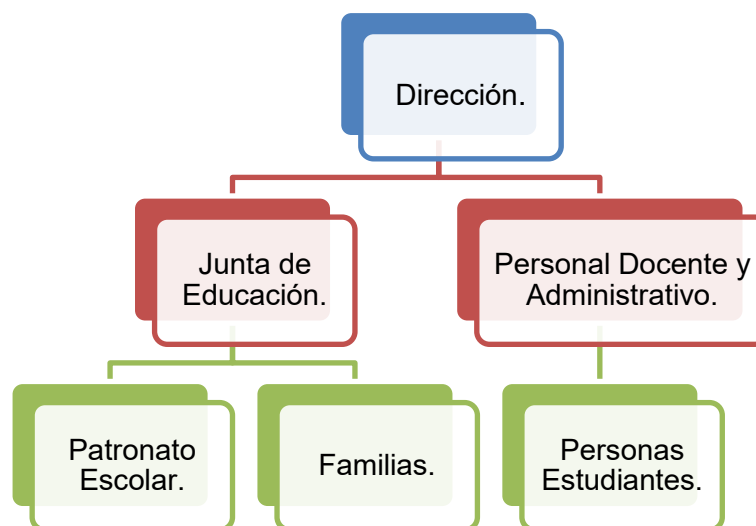 Dirección.
Junta de
Educación.
Personal Docente y
Administrativo.
Patronato
Escolar.
Familias.
Personas
Estudiantes.